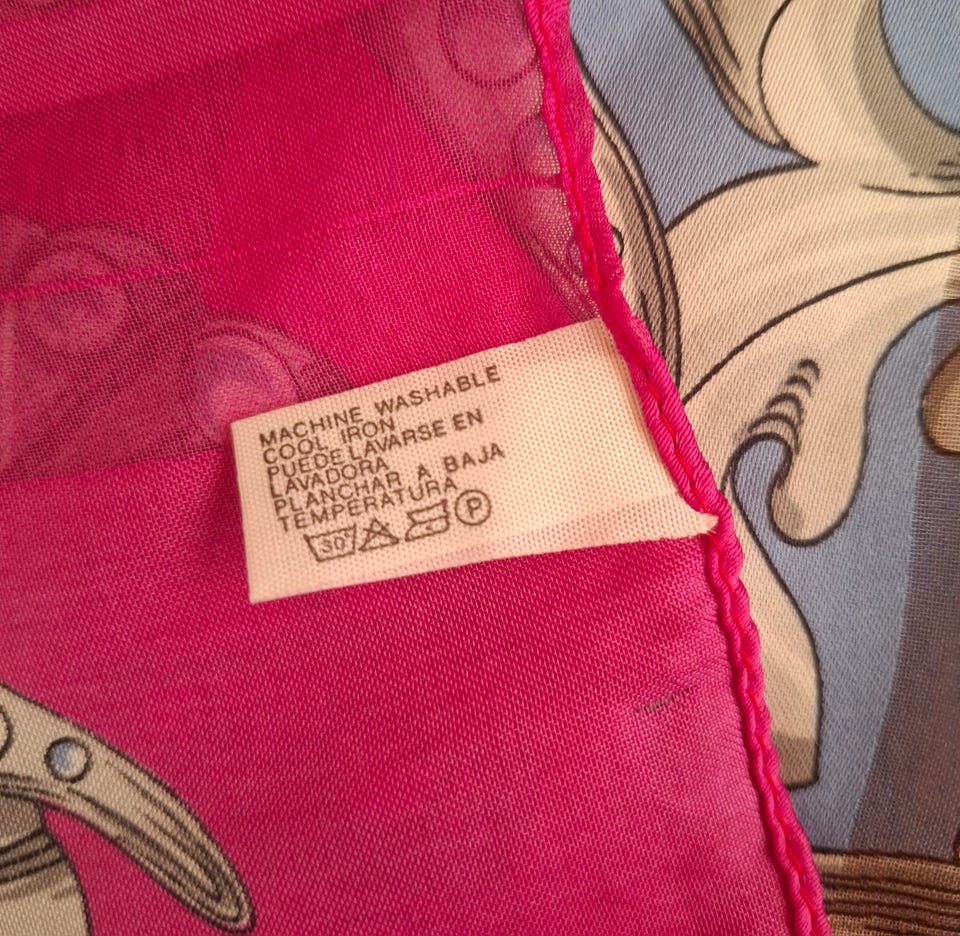 MACHINE WASHABLE
COOL IRON
PUEDE LAVARSE EN
LAVADORA
PLANCHAR A BAJA
TEMPERATURA
30° P